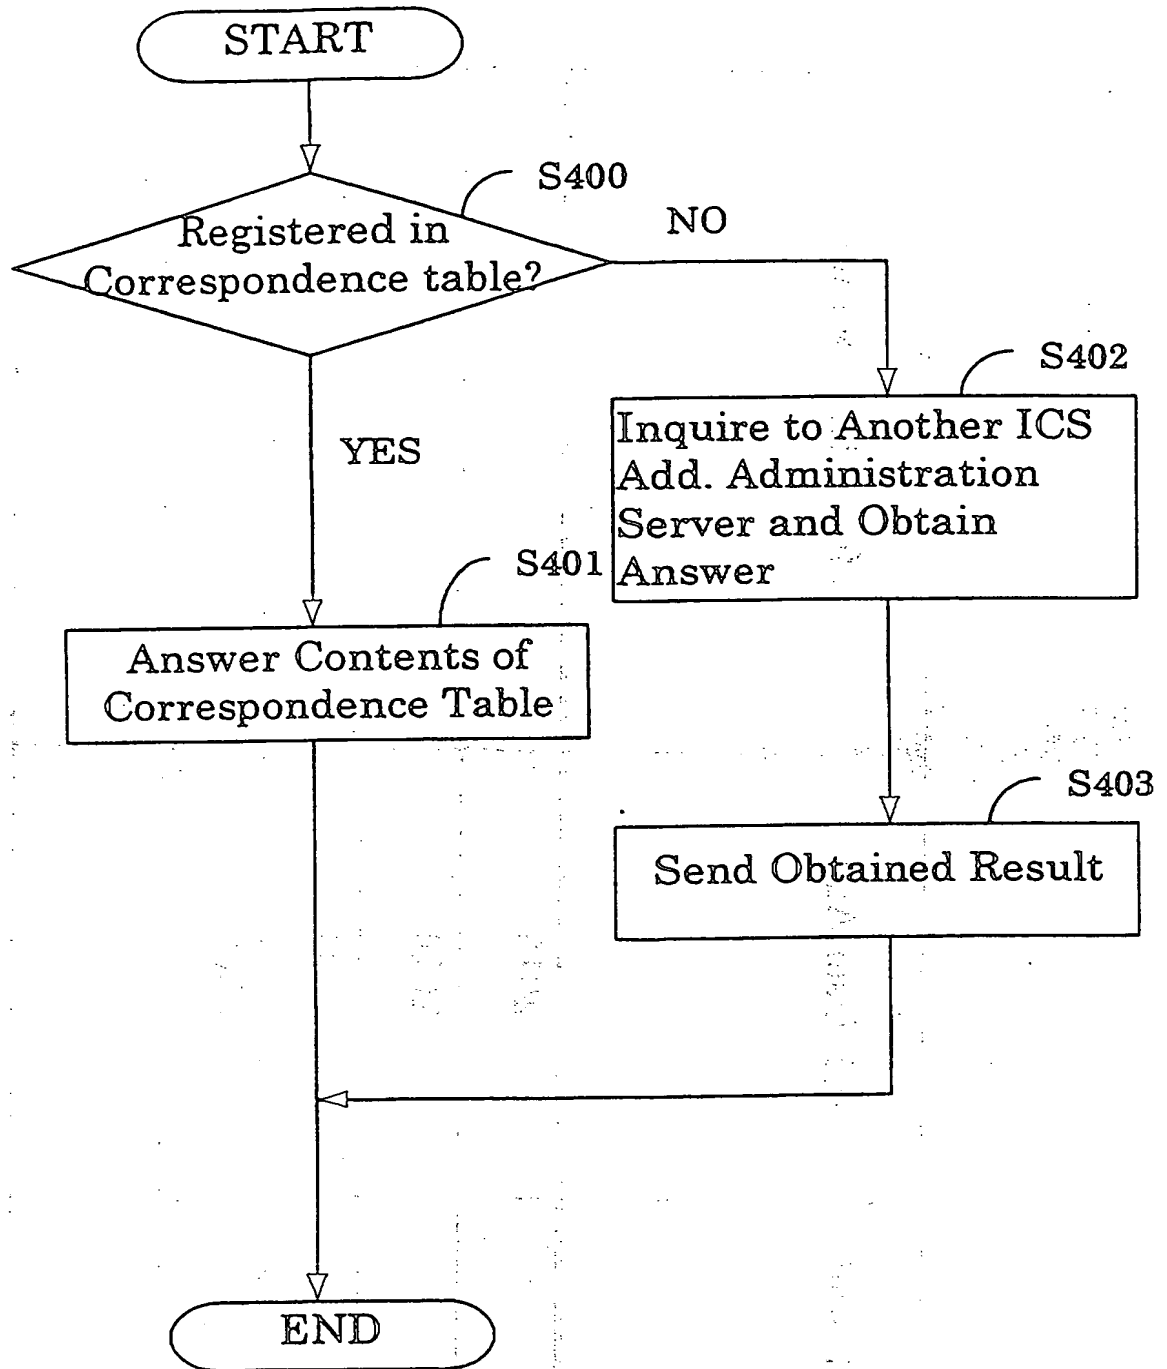 START
S400
Registered in
Correspondence table?
NO
YES
S402
Inquire to Another ICS
Add. Administration
Server and Obtain
Answer
S401
Answer Contents of
Correspondence Table
S403
Send Obtained Result
END